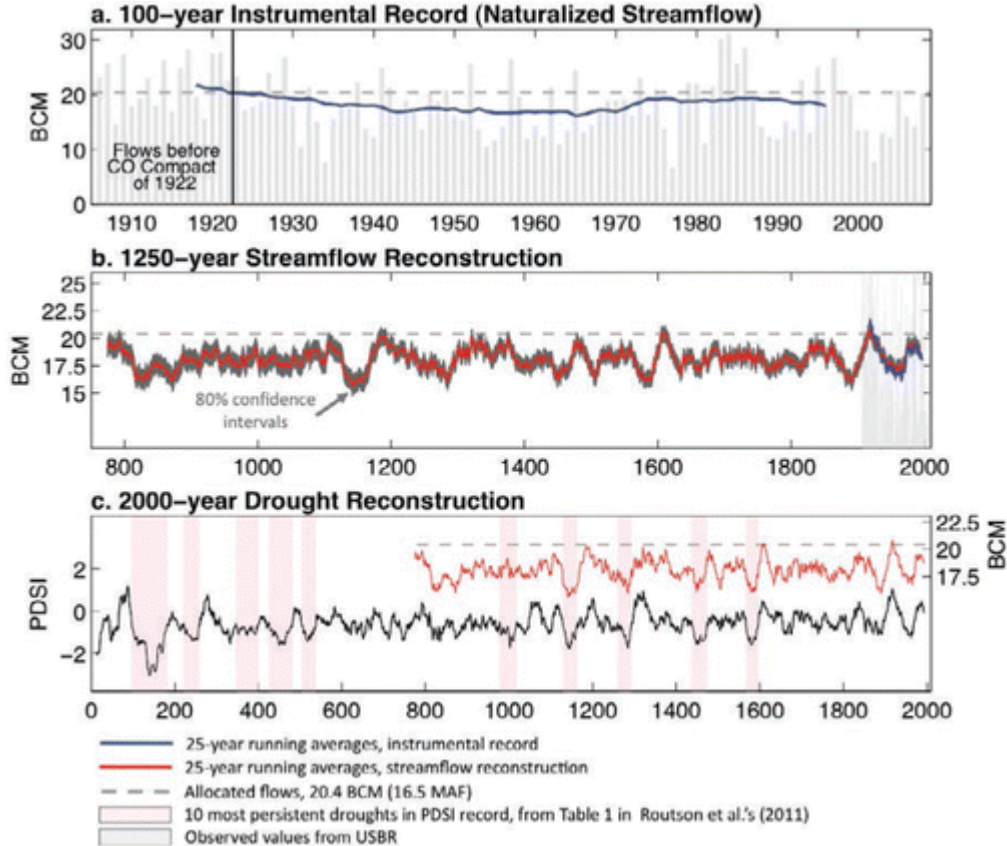 a. 100-year Instrumental Record (Naturalized Streamflow)
30
20
10
0
BCM
Flows before
CO Compact
of 1922
1910 1920 1930 1940 1950 1960 1970 1980 1990 2000
b. 1250-year Streamflow Reconstruction
25
22.5
20
17.5
15
BCM
80% confidence
intervals
800 1000 1200 1400 1600 1800 2000
c. 2000-year Drought Reconstruction
2
0
-2
PDSI
22.5
20
17.5
BCM
0 200 400 600 800 1000 1200 1400 1600 1800 2000
25-year running averages, instrumental record
25-year running averages, streamflow reconstruction
Allocated flows, 20.4 BCM (16.5 MAF)
10 most persistent droughts in PDSI record, from Table 1 in Routson et al.'s (2011)
Observed values from USBR